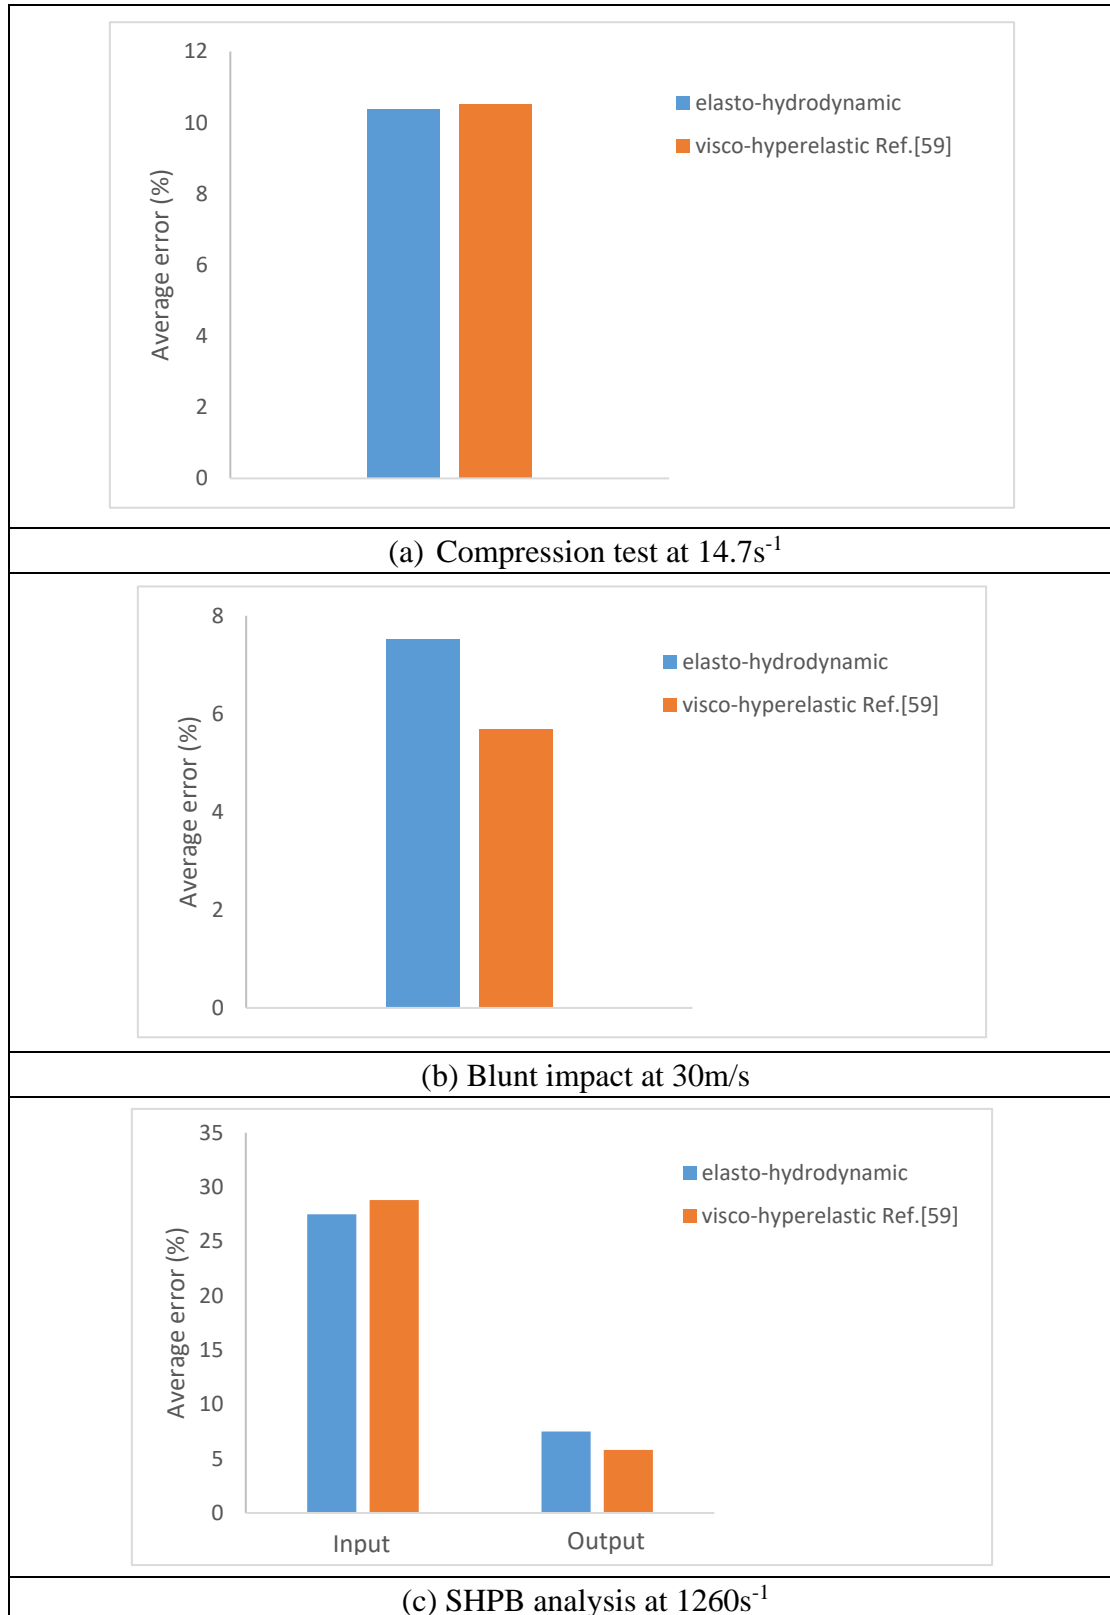 12
10
8
6
4
2
0
Average error (%)
elasto-hydrodynamic
visco-hyperelastic Ref.[59]
(a) Compression test at 14.7s⁻¹
8
6
4
2
0
Average error (%)
elasto-hydrodynamic
visco-hyperelastic Ref.[59]
(b) Blunt impact at 30m/s
35
30
25
20
15
10
5
0
Average error (%)
elasto-hydrodynamic
visco-hyperelastic Ref.[59]
Input Output
(c) SHPB analysis at 1260s⁻¹